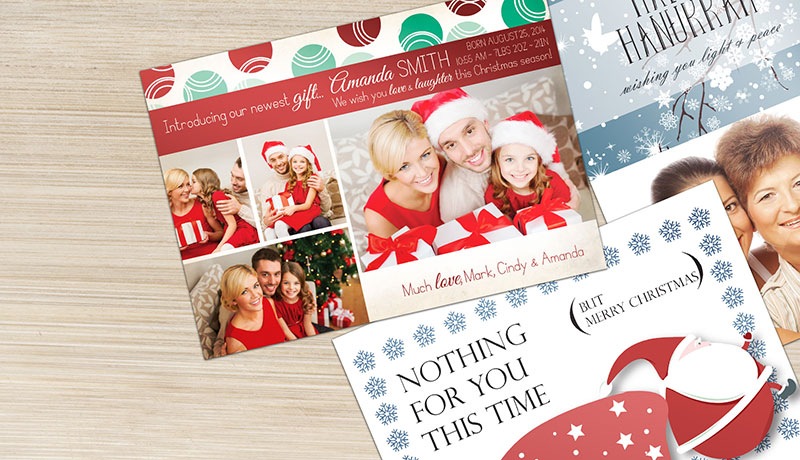 Introducing our newest gift... Amanda SMITH
BORN AUGUST 25, 2014
10:55 AM - 7LBS 2OZ - 21IN
We wish you love & laughter this Christmas season!
Much love, Mark, Cindy & Amanda
HANUKKAH
wishing you light & peace
(BUT
MERRY CHRISTMAS)
NOTHING
FOR YOU
THIS TIME